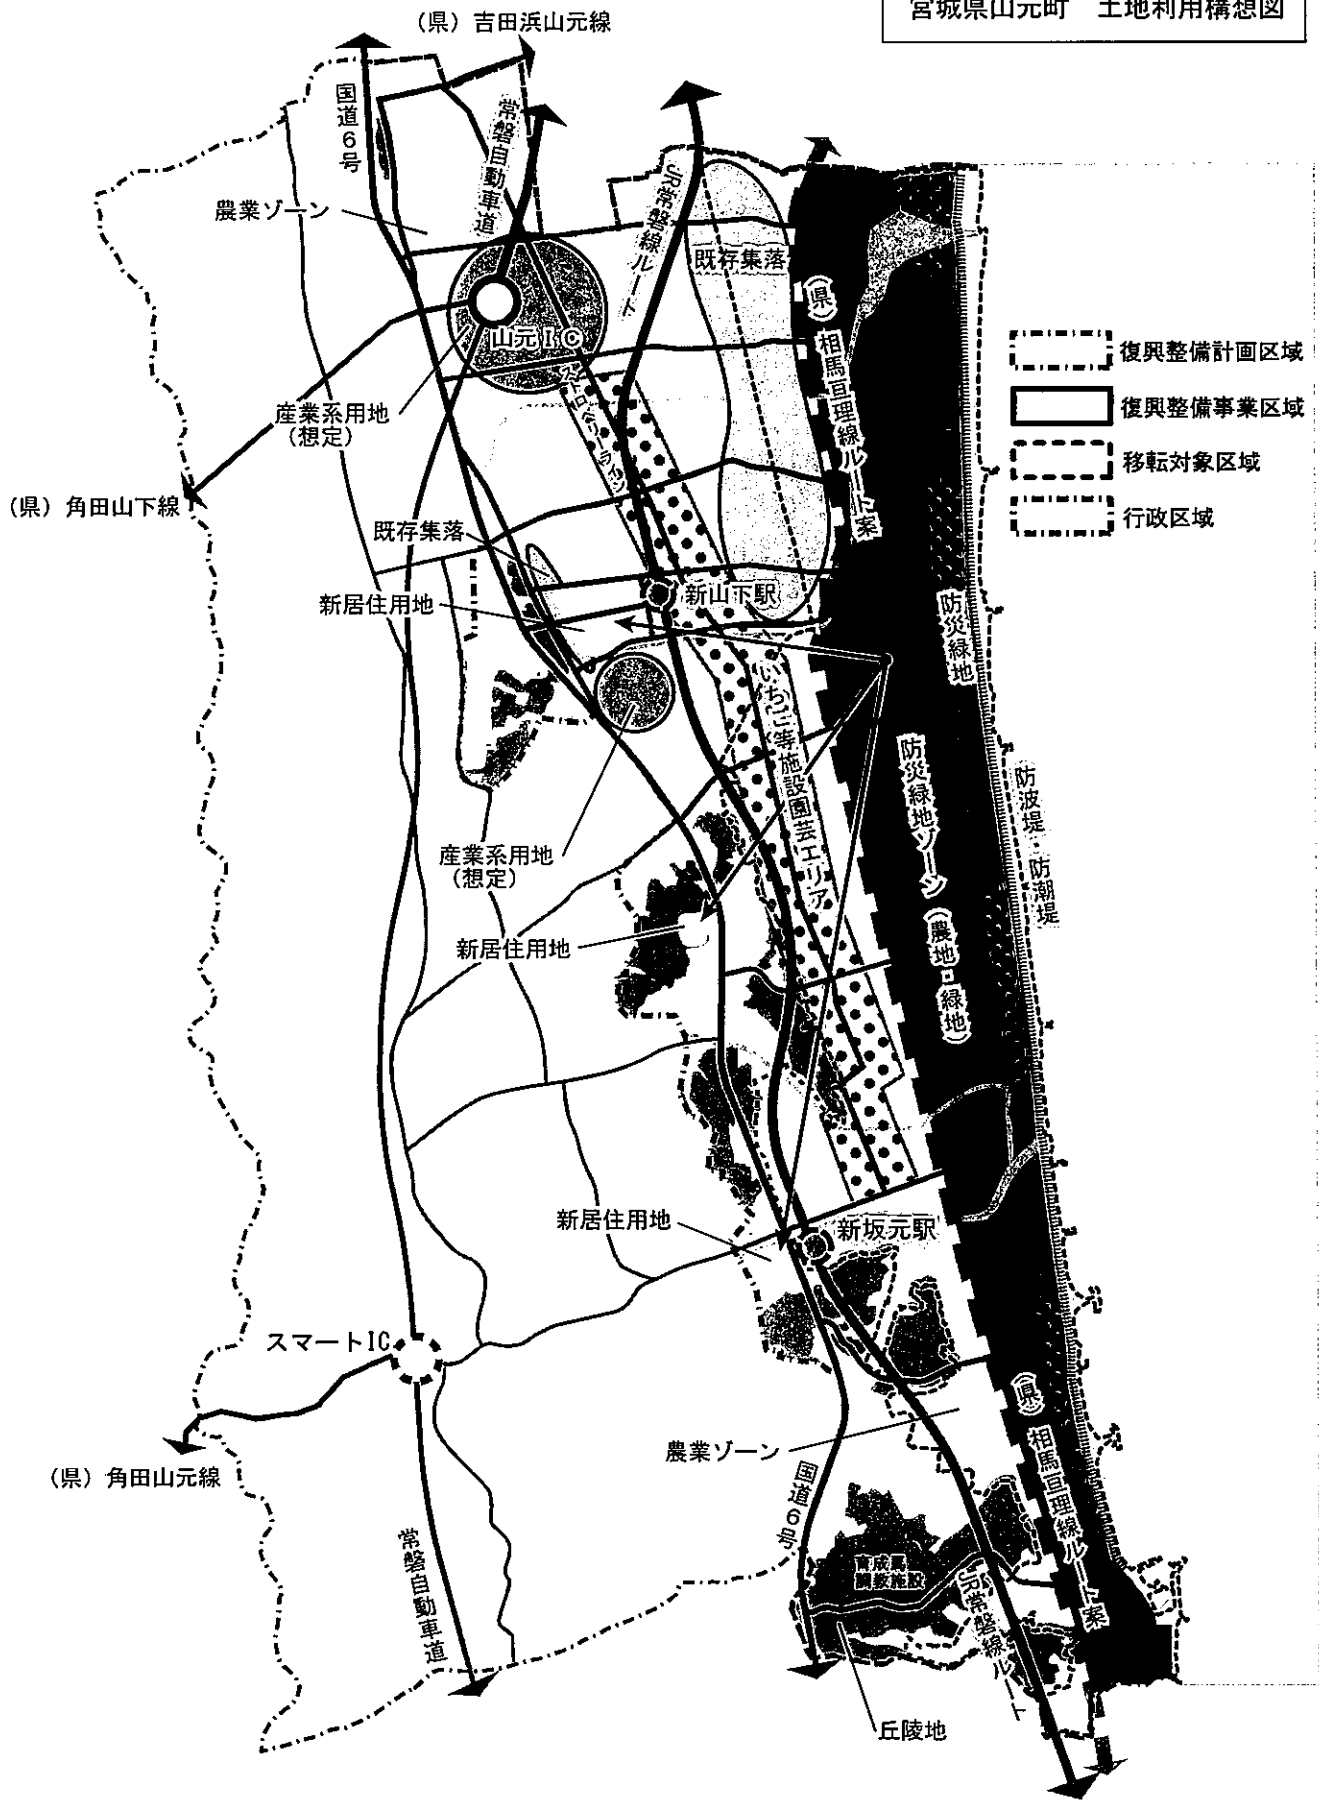 宮城県山元町 土地利用構想図
(県) 吉田浜山元線
国道6号
常磐自動車道
JR常磐線ルート
農業ゾーン
既存集落
(県) 相馬亘理線ルート案
山元IC
ストロベリーライン
産業系用地
(想定)
復興整備計画区域
復興整備事業区域
移転対象区域
行政区域
(県) 角田山下線
既存集落
新居住用地
新山下駅
防災緑地
いちご等施設園芸エリア
防災緑地ゾーン(農地・緑地)
防波堤・防潮堤
産業系用地
(想定)
新居住用地
新居住用地
新坂元駅
スマートIC
(県) 角田山元線
農業ゾーン
国道6号
(県) 相馬亘理線ルート案
常磐自動車道
育成馬
調教施設
JR常磐線ルート
丘陵地